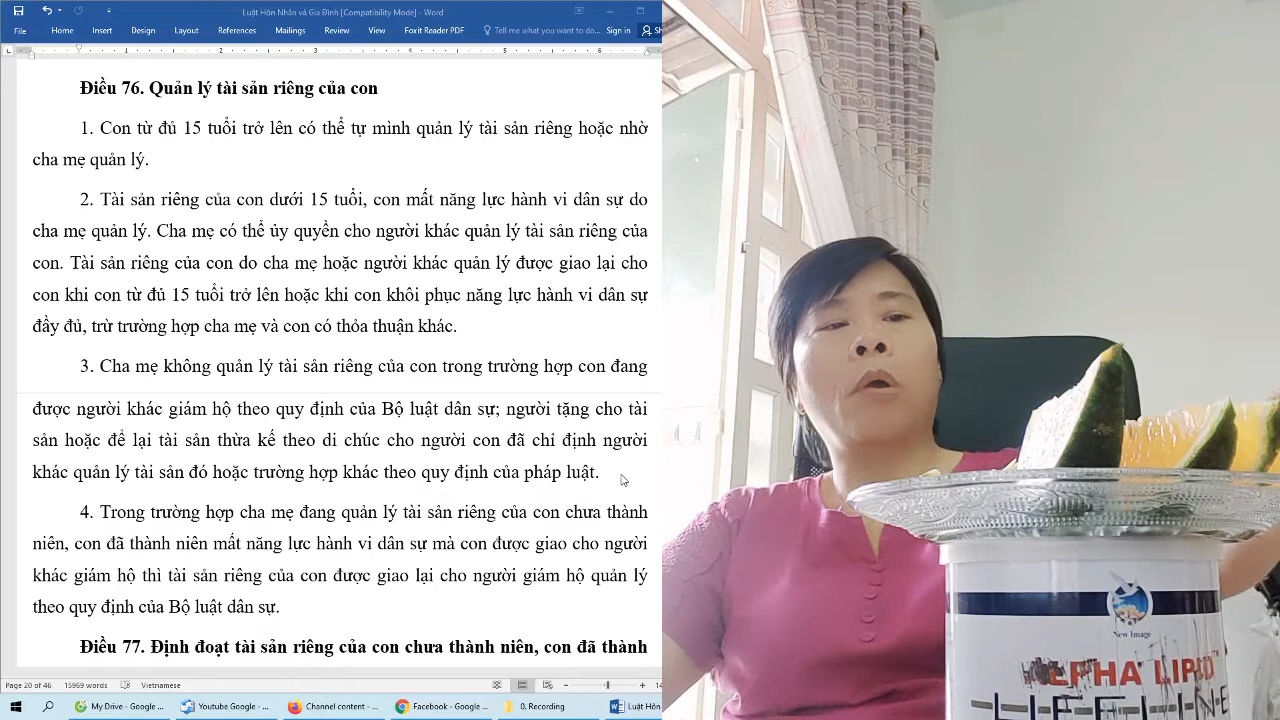 Luật Hôn Nhân và Gia Đình [Compatibility Mode] - Word
File Home Insert Design Layout References Mailings Review View Foxit Reader PDF Tell me what you want to do... Sign in
Điều 76. Quản lý tài sản riêng của con
1. Con từ đủ 15 tuổi trở lên có thể tự mình quản lý tài sản riêng hoặc nhờ
cha mẹ quản lý.
2. Tài sản riêng của con dưới 15 tuổi, con mất năng lực hành vi dân sự do
cha mẹ quản lý. Cha mẹ có thể ủy quyền cho người khác quản lý tài sản riêng của
con. Tài sản riêng của con do cha mẹ hoặc người khác quản lý được giao lại cho
con khi con từ đủ 15 tuổi trở lên hoặc khi con khôi phục năng lực hành vi dân sự
đầy đủ, trừ trường hợp cha mẹ và con có thỏa thuận khác.
3. Cha mẹ không quản lý tài sản riêng của con trong trường hợp con đang
được người khác giám hộ theo quy định của Bộ luật dân sự; người tặng cho tài
sản hoặc để lại tài sản thừa kế theo di chúc cho người con đã chỉ định người
khác quản lý tài sản đó hoặc trường hợp khác theo quy định của pháp luật.
4. Trong trường hợp cha mẹ đang quản lý tài sản riêng của con chưa thành
niên, con đã thành niên mất năng lực hành vi dân sự mà con được giao cho người
khác giám hộ thì tài sản riêng của con được giao lại cho người giám hộ quản lý
theo quy định của Bộ luật dân sự.
Điều 77. Định đoạt tài sản riêng của con chưa thành niên, con đã thành
Page 20 of 46 15969 words Vietnamese
My Drive - Google ... Channel content - ... Facebook - Google ... 0. Recording Luật Hôn
New Image
LIFELINE